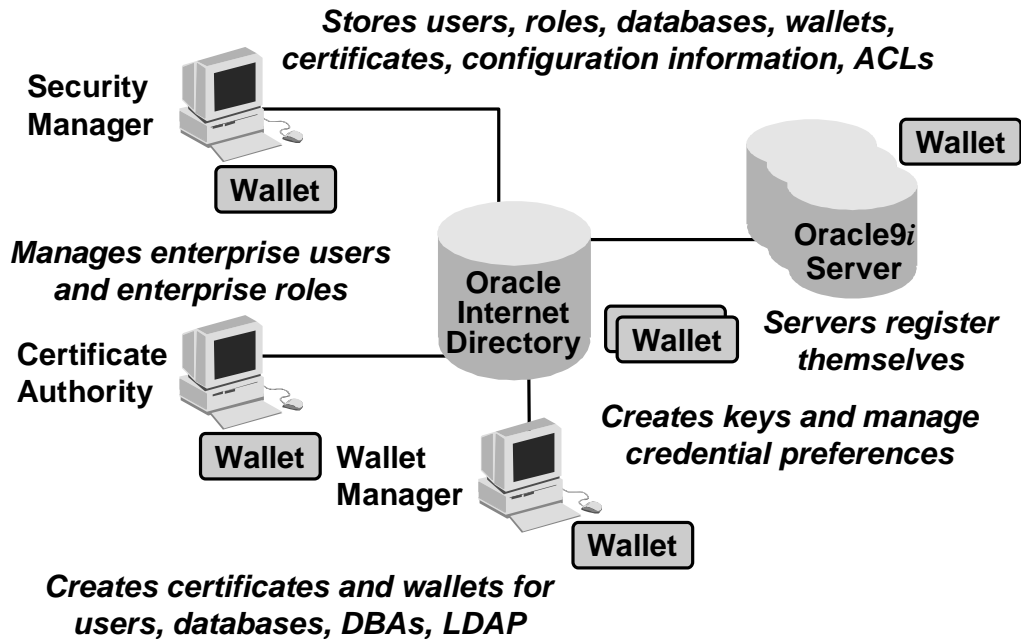 Stores users, roles, databases, wallets,
certificates, configuration information, ACLs
Security
Manager
Wallet
Wallet
Oracle9i
Server
Manages enterprise users
and enterprise roles
Oracle
Internet
Directory
Wallet
Servers register
themselves
Certificate
Authority
Wallet
Creates keys and manage
credential preferences
Wallet
Manager
Wallet
Creates certificates and wallets for
users, databases, DBAs, LDAP